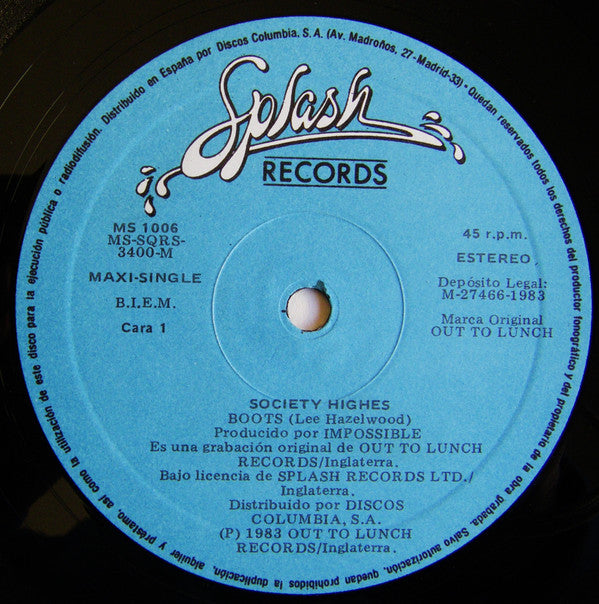 Splash
RECORDS
MS 1006
MS-SQRS-
3400-M
MAXI-SINGLE
B.I.E.M.
Cara 1
45 r.p.m.
ESTEREO
Depósito Legal:
M-27466-1983
Marca Original
OUT TO LUNCH
SOCIETY HIGHES
BOOTS (Lee Hazelwood)
Producido por IMPOSSIBLE
Es una grabación original de OUT TO LUNCH
RECORDS/Inglaterra.
Bajo licencia de SPLASH RECORDS LTD./
Inglaterra.
Distribuido por DISCOS
COLUMBIA, S.A.
(P) 1983 OUT TO LUNCH
RECORDS/Inglaterra.
Distribuido en España por Discos Columbia, S.A. (Av. Madroños, 27-Madrid-33) - Quedan reservados todos los derechos del productor fonográfico y del propietario de la obra grabada. Salvo autorización, quedan prohibidos la duplicación, alquiler y préstamo, así como la utilización de este disco para la ejecución pública o radiodifusión.